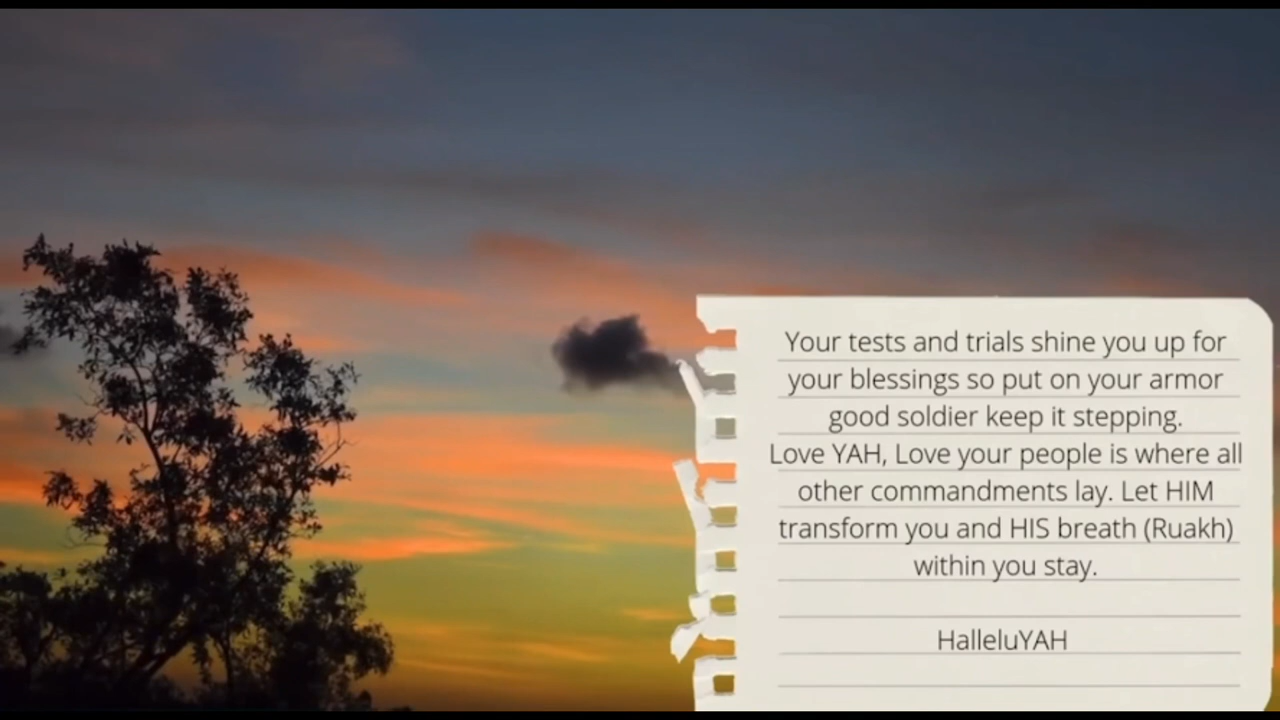 Your tests and trials shine you up for
your blessings so put on your armor
good soldier keep it stepping.
Love YAH, Love your people is where all
other commandments lay. Let HIM
transform you and HIS breath (Ruakh)
within you stay.
HalleluYAH